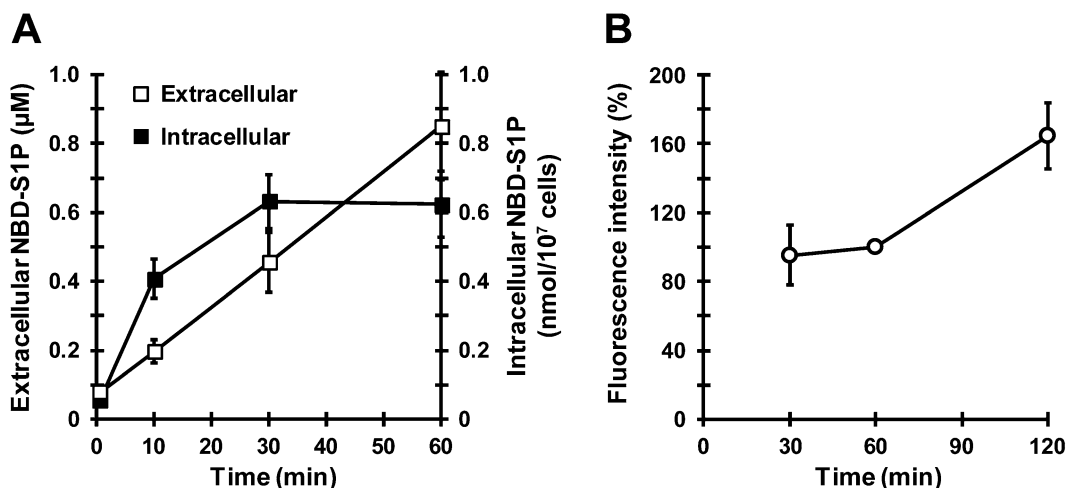 A
Extracellular NBD-S1P (µM)
1.0
0.8
0.6
0.4
0.2
0
Extracellular
Intracellular
1.0
0.8
0.6
0.4
0.2
0
Intracellular NBD-S1P
(nmol/10⁷ cells)
0 10 20 30 40 50 60
Time (min)
B
Fluorescence intensity (%)
200
160
120
80
40
0
0 30 60 90 120
Time (min)